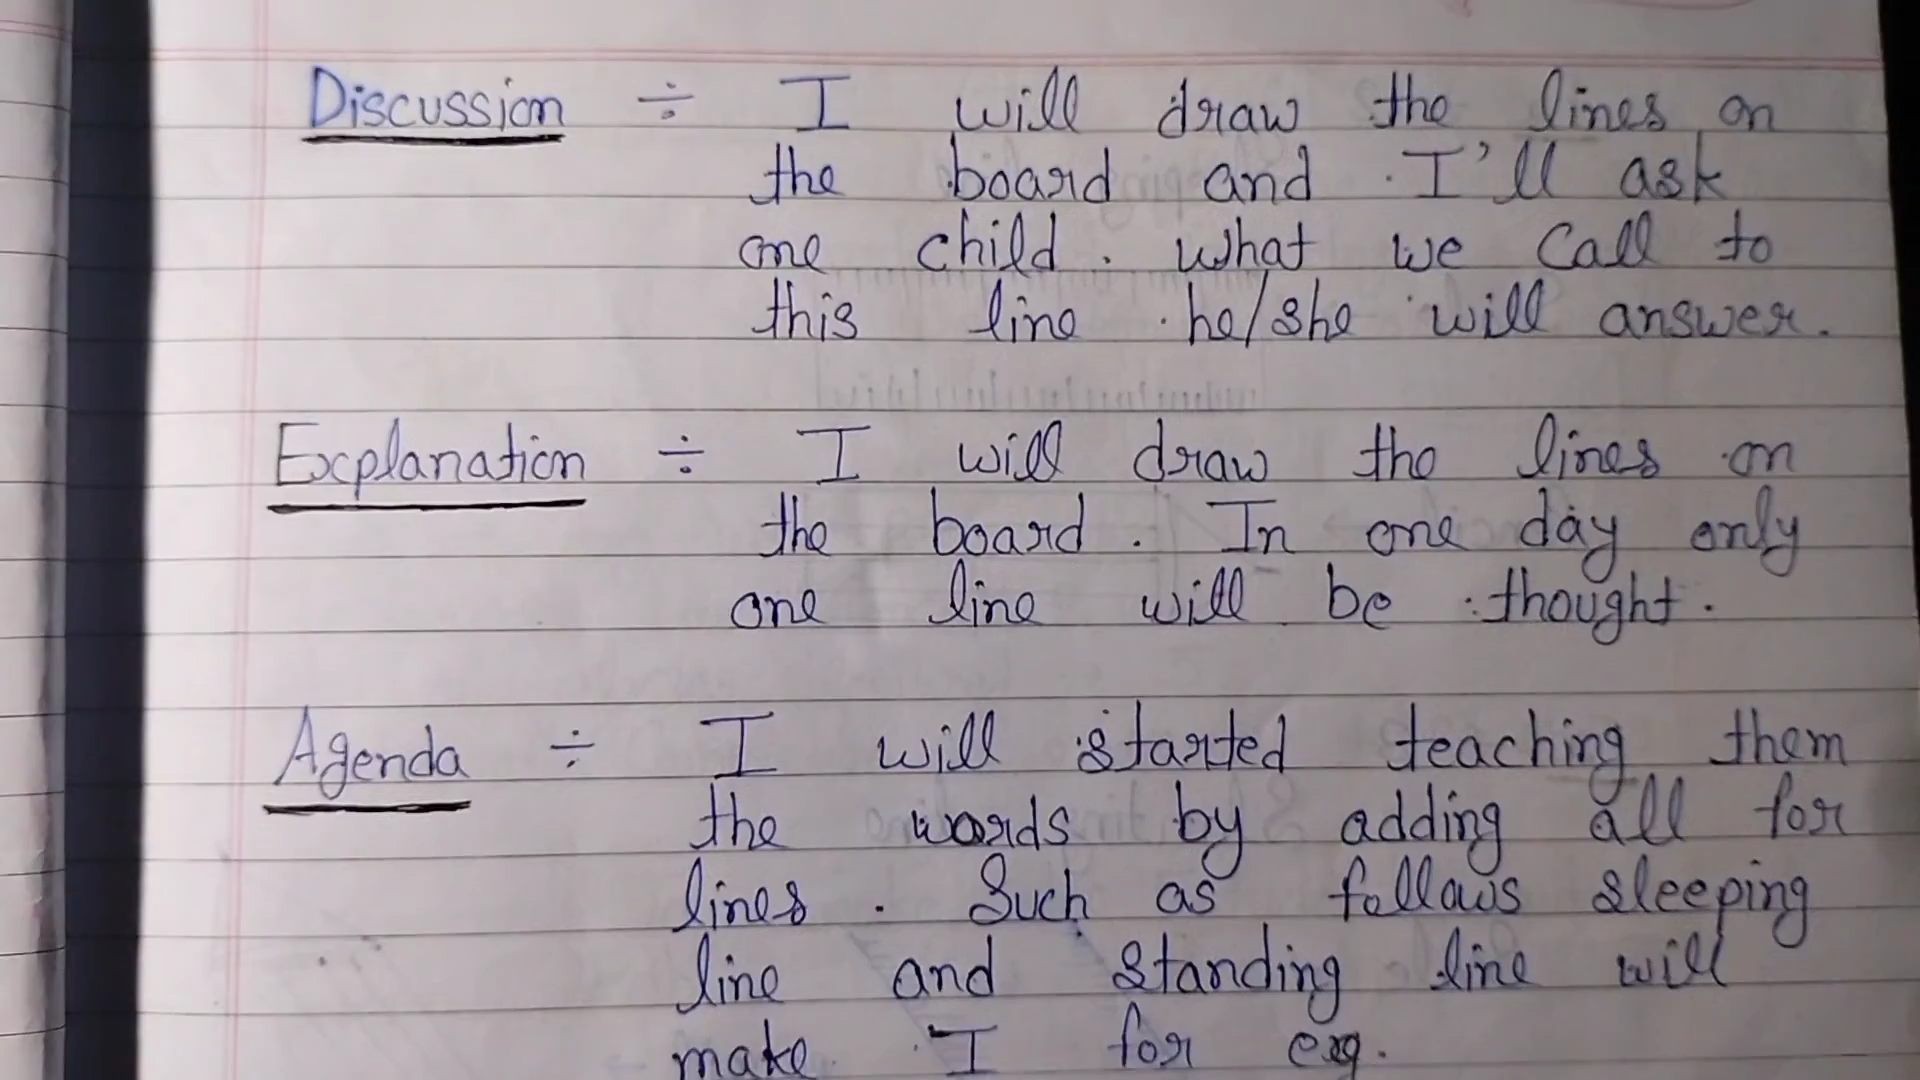 Discussion ÷ I will draw the lines on
the board and I'll ask
one child. what we call to
this line he/she will answer.
Explanation ÷ I will draw the lines on
the board. In one day only
one line will be thought.
Agenda ÷ I will started teaching them
the words by adding all for
lines. Such as follows sleeping
line and standing line will
make I for exg.